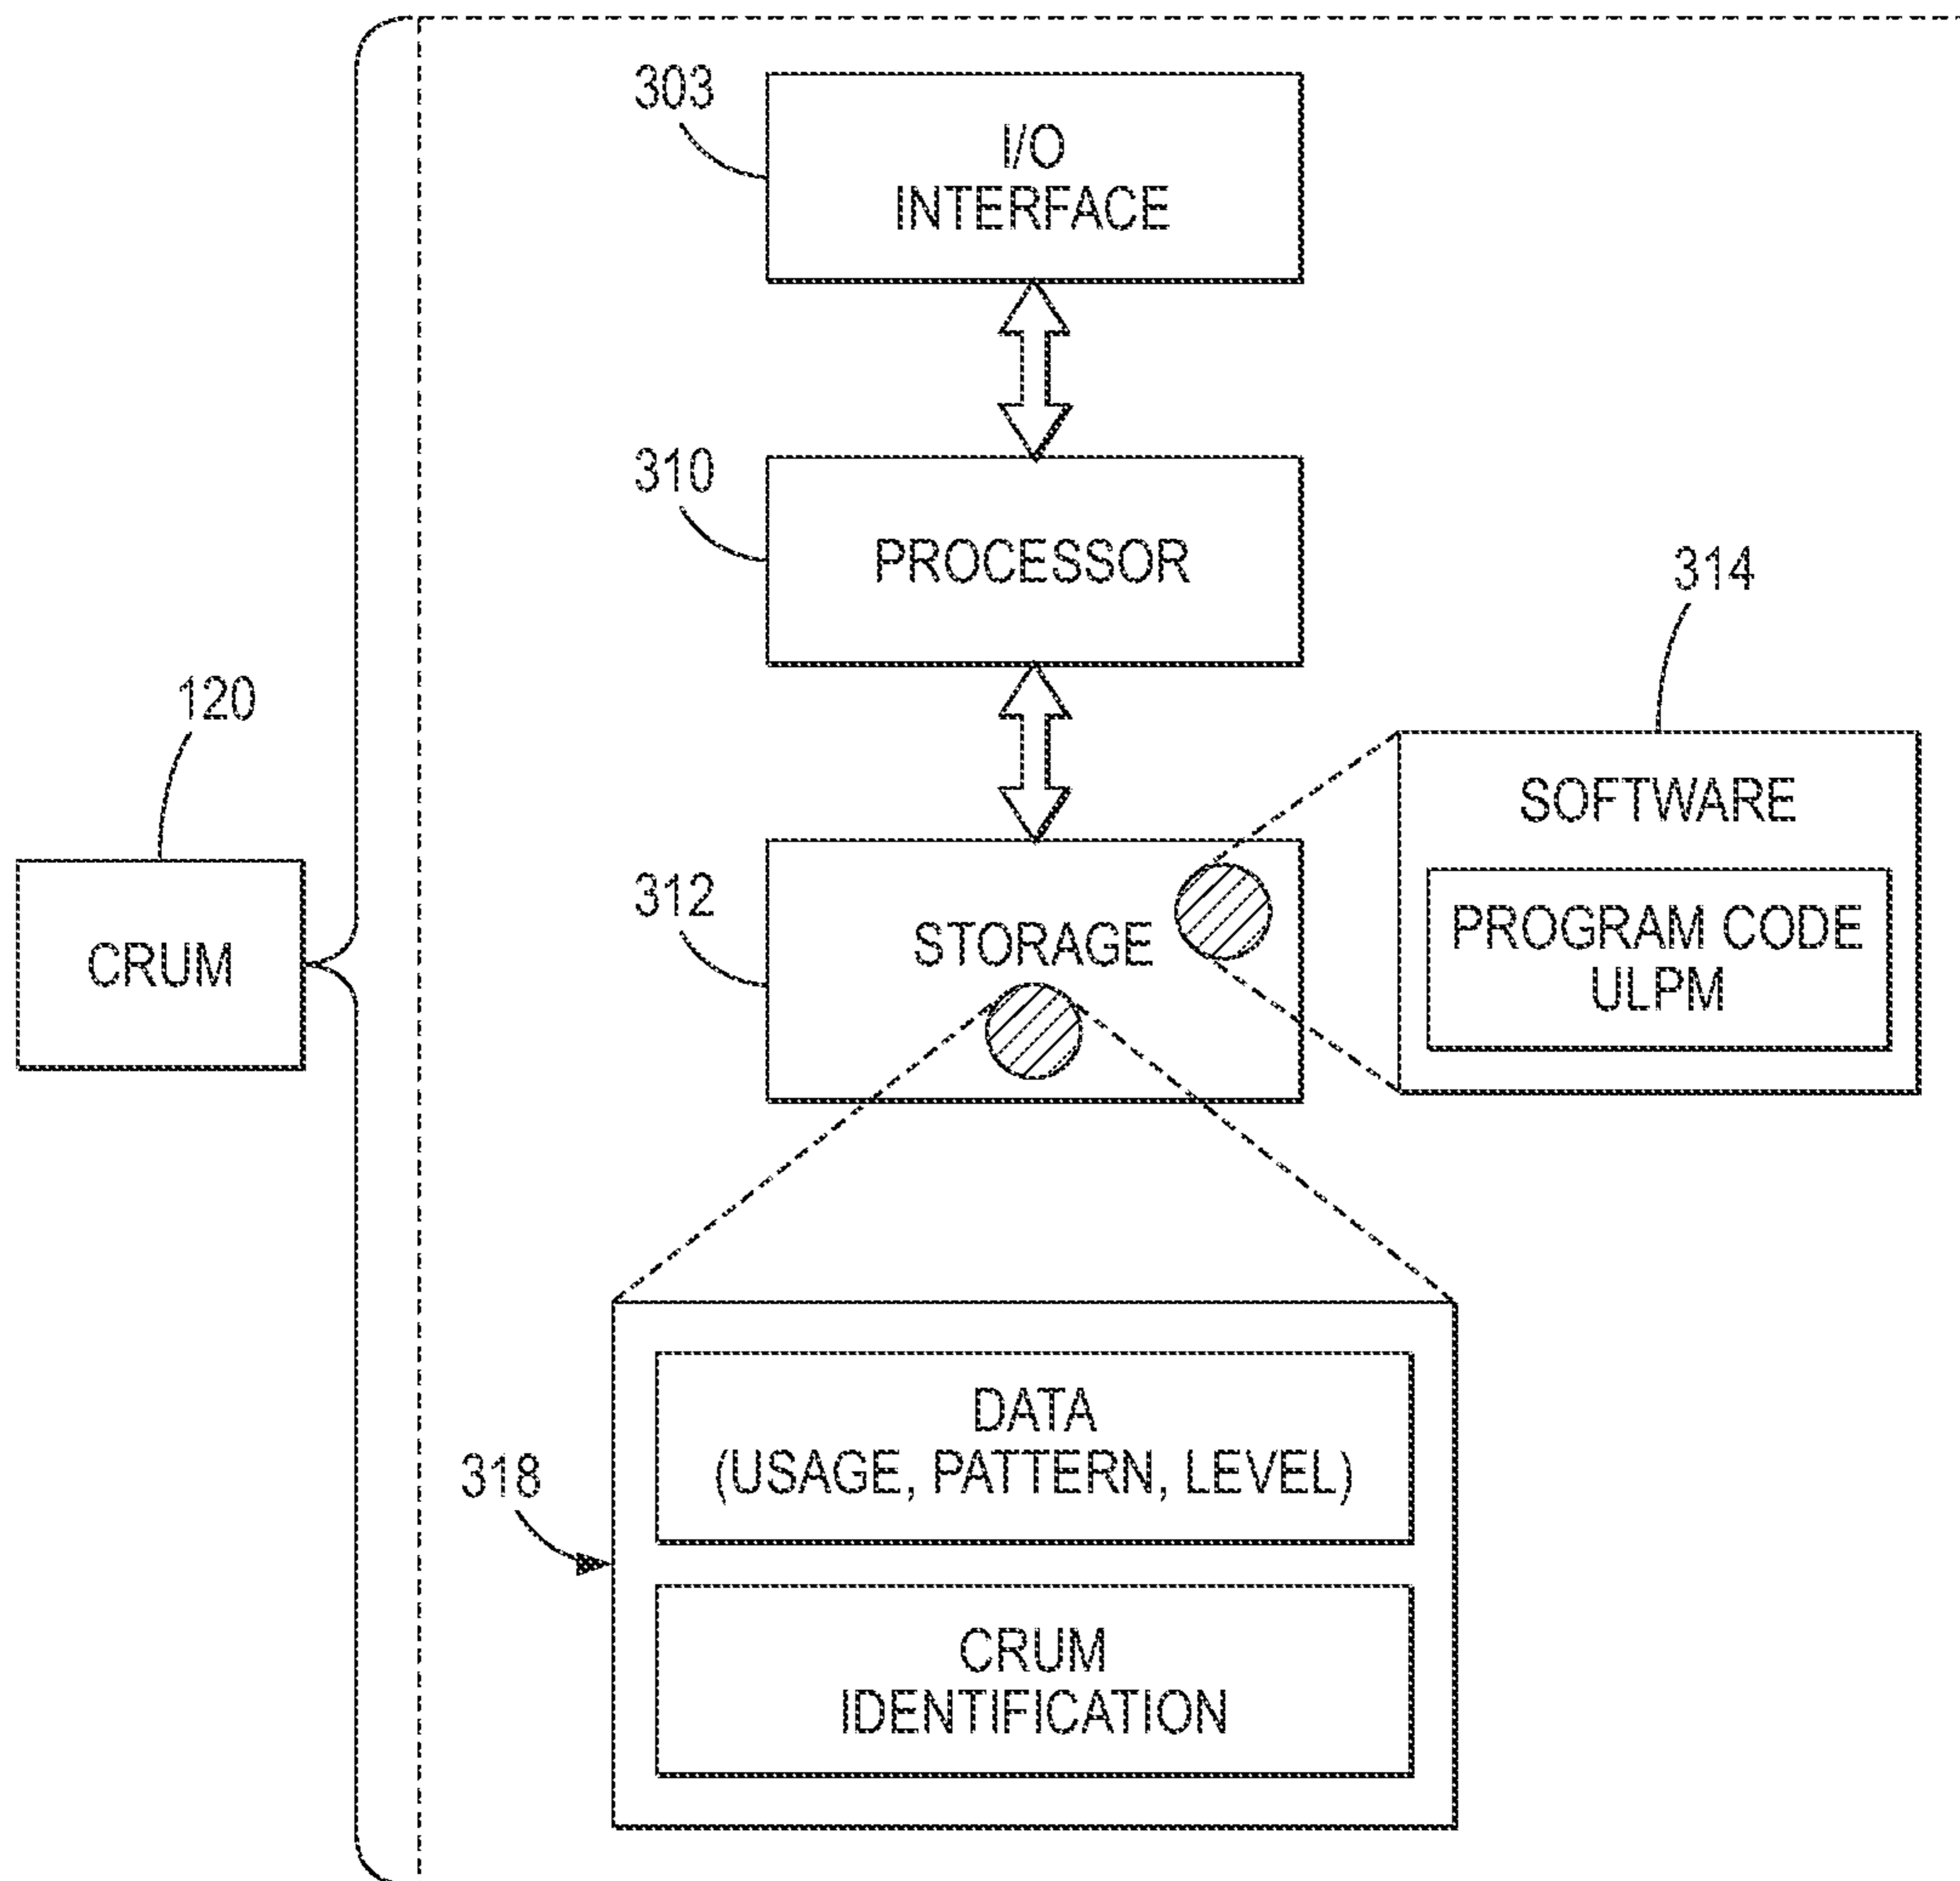 303
I/O
INTERFACE
310
PROCESSOR
314
120
SOFTWARE
312
STORAGE
PROGRAM CODE
ULPM
CRUM
DATA
(USAGE, PATTERN, LEVEL)
318
CRUM
IDENTIFICATION